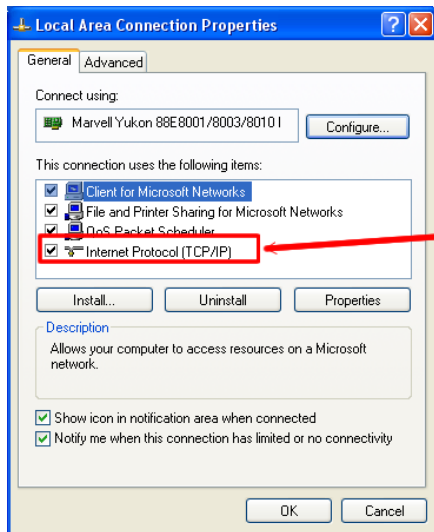 Local Area Connection Properties
General
Advanced
Connect using:
Marvell Yukon 88E8001/8003/8010 I
Configure...
This connection uses the following items:
Client for Microsoft Networks
File and Printer Sharing for Microsoft Networks
QoS Packet Scheduler
Internet Protocol (TCP/IP)
Install...
Uninstall
Properties
Description
Allows your computer to access resources on a Microsoft
network.
Show icon in notification area when connected
Notify me when this connection has limited or no connectivity
OK
Cancel